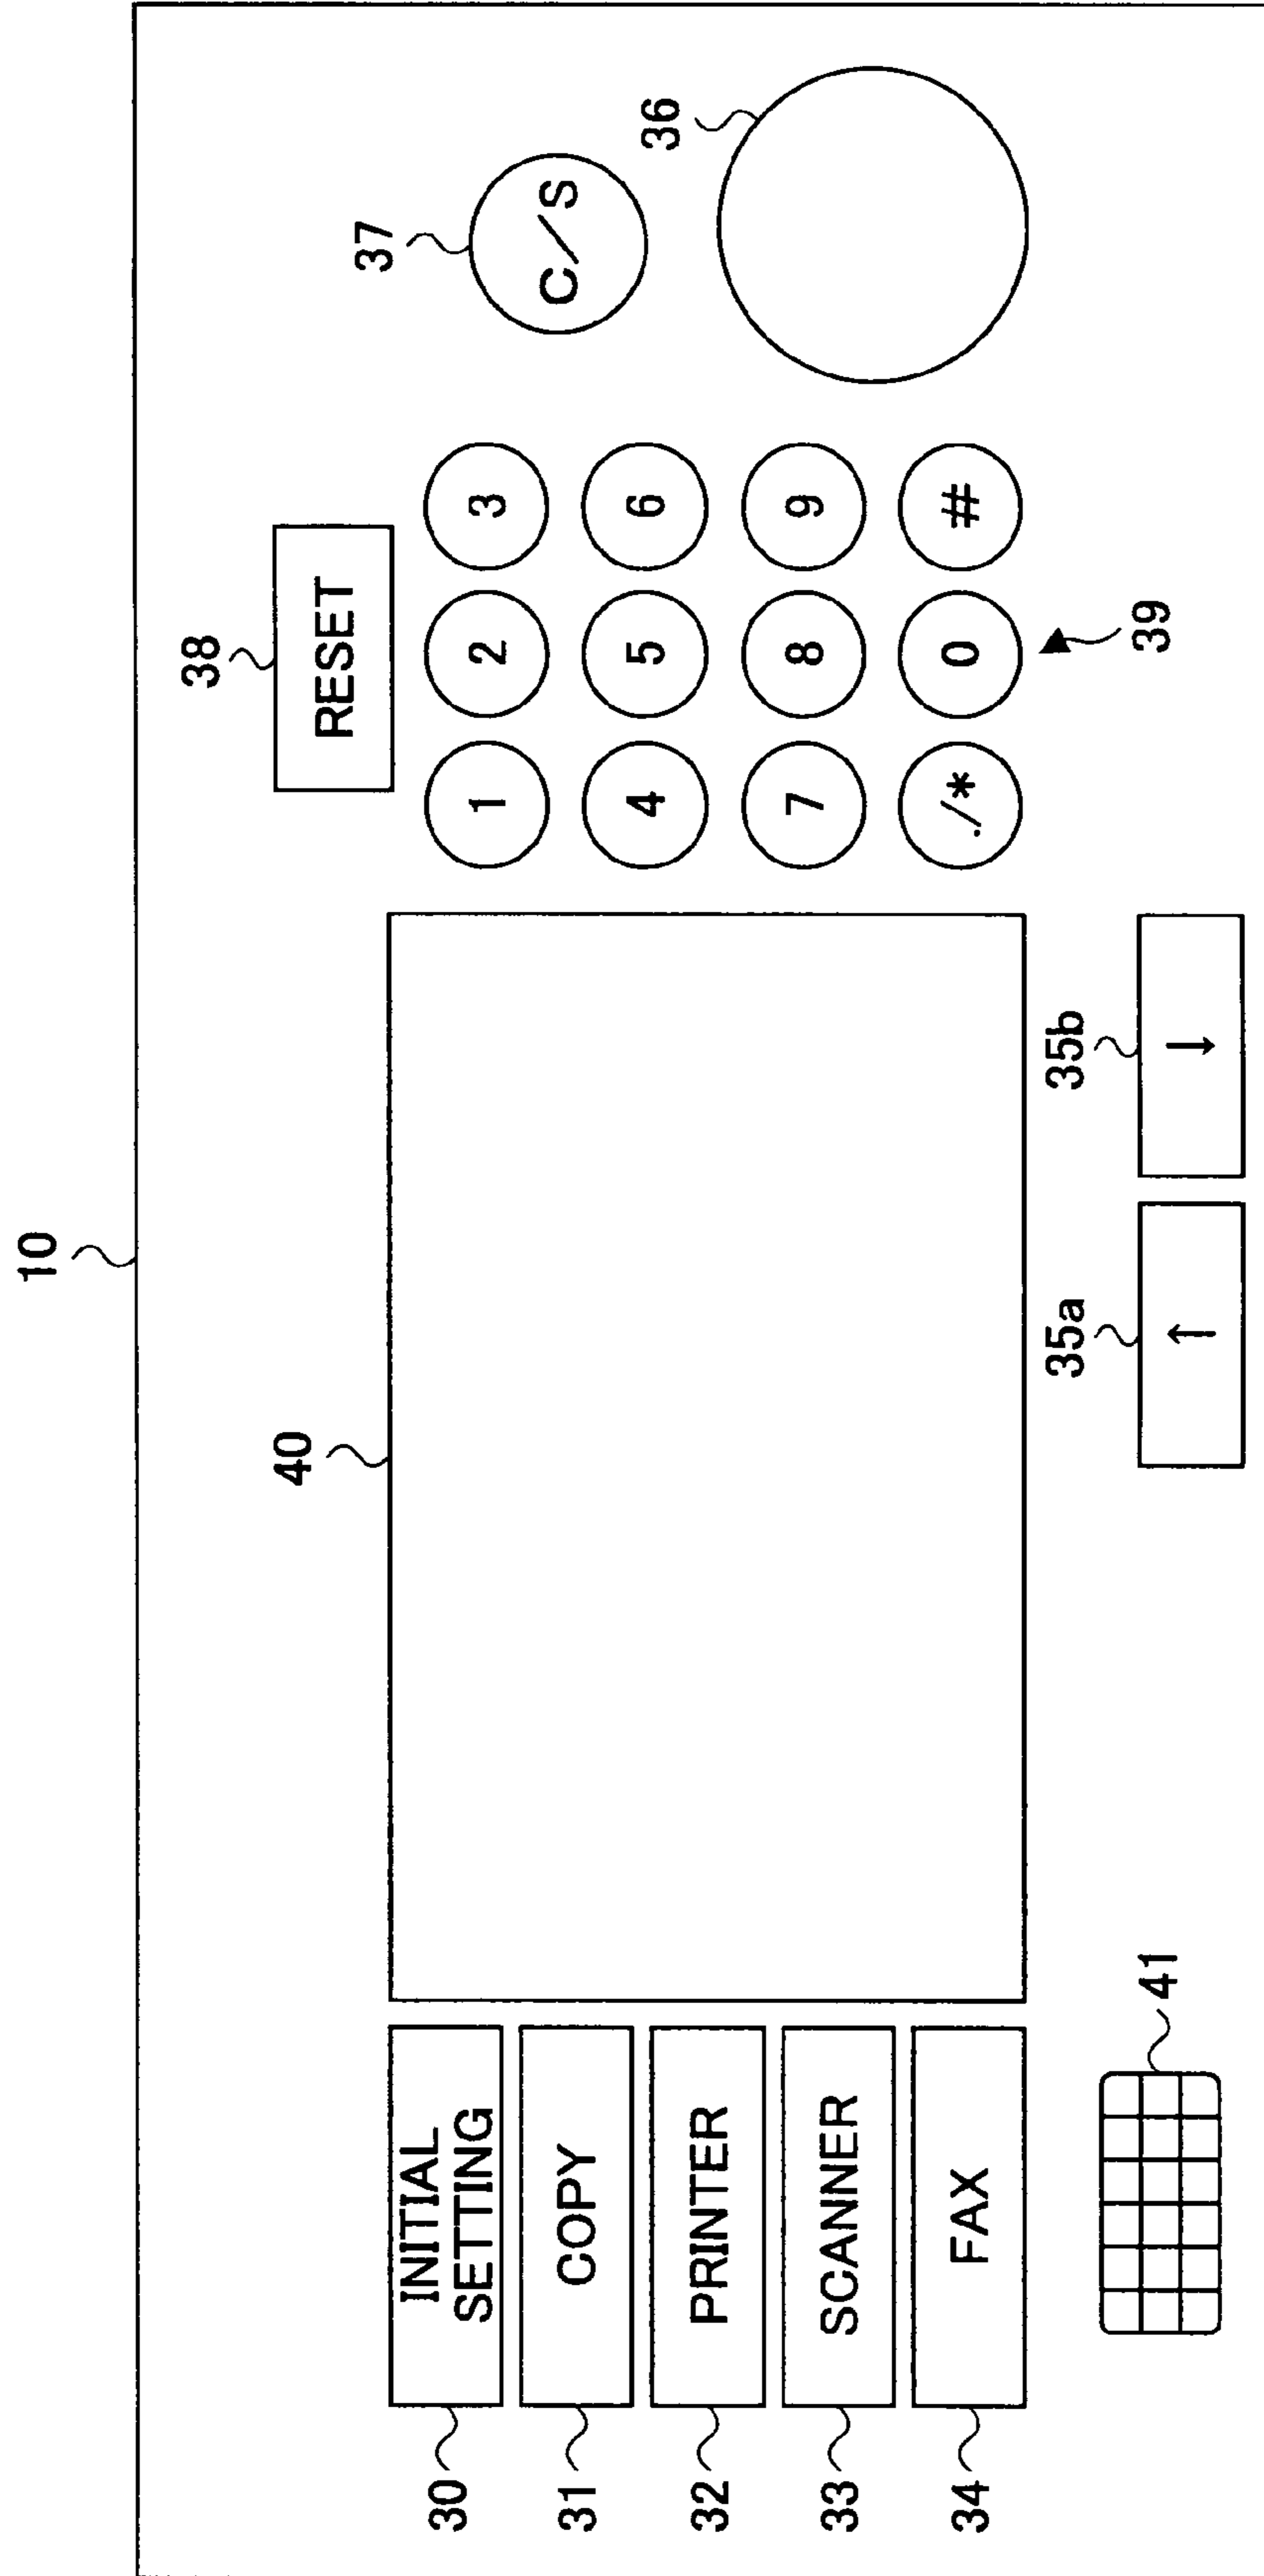 10
38
40
RESET
37
30
INITIAL
SETTING
1 2 3
C/S
31
COPY
4 5 6
36
32
PRINTER
7 8 9
33
SCANNER
34
FAX
./* 0 #
35a
35b
39
41
↑
↓